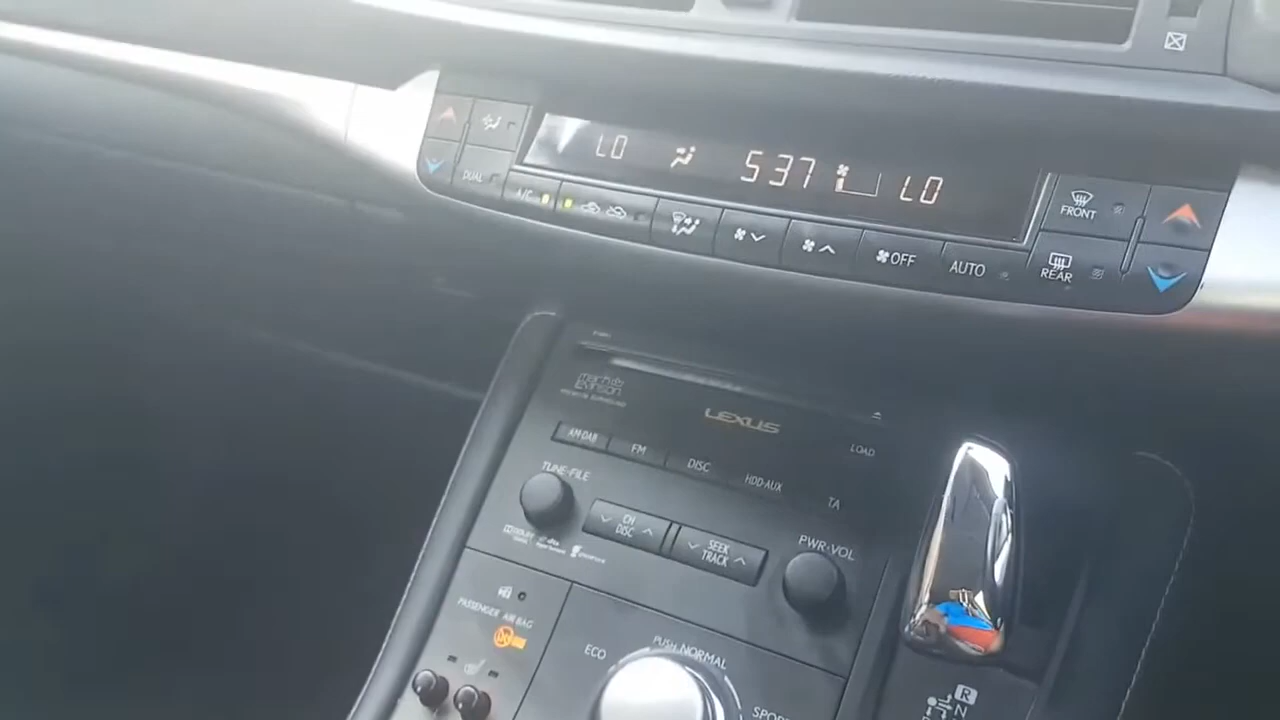 LO 537 LO
DUAL
A/C
FRONT
OFF
AUTO
REAR
LEXUS
LOAD
AM·DAB
FM
DISC
HDD·AUX
TA
TUNE·FILE
CH
DISC
SEEK
TRACK
PWR·VOL
PASSENGER AIR BAG
PUSH NORMAL
ECO
R
N